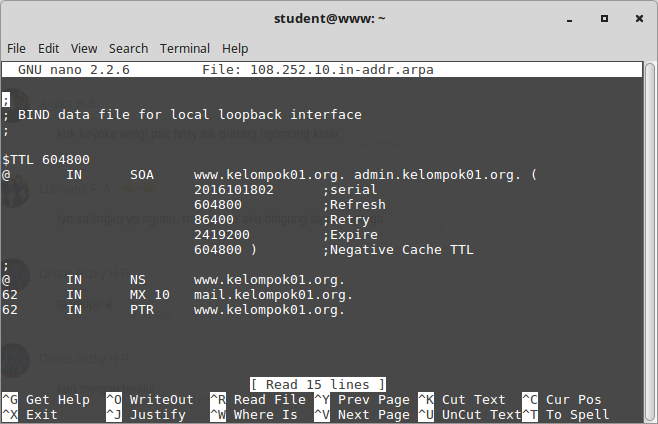 student@www: ~
File Edit View Search Terminal Help
GNU nano 2.2.6 File: 108.252.10.in-addr.arpa
;
; BIND data file for local loopback interface
;
$TTL 604800
@ IN SOA www.kelompok01.org. admin.kelompok01.org. (
2016101802 ;serial
604800 ;Refresh
86400 ;Retry
2419200 ;Expire
604800 ) ;Negative Cache TTL
;
@ IN NS www.kelompok01.org.
62 IN MX 10 mail.kelompok01.org.
62 IN PTR www.kelompok01.org.
[ Read 15 lines ]
^G Get Help ^O WriteOut ^R Read File ^Y Prev Page ^K Cut Text ^C Cur Pos
^X Exit ^J Justify ^W Where Is ^V Next Page ^U UnCut Text ^T To Spell